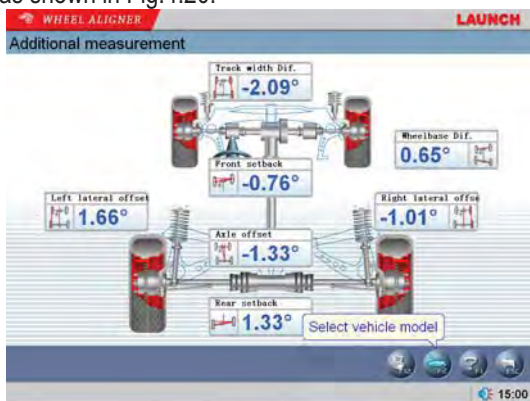 as shown in Fig.4.20.
WHEEL ALIGNER
LAUNCH
Additional measurement
Track width Dif.
-2.09°
Wheelbase Dif.
0.65°
Front setback
-0.76°
Left lateral offset
1.66°
Right lateral offse
-1.01°
Axle offset
-1.33°
Rear setback
1.33°
Select vehicle model
15:00